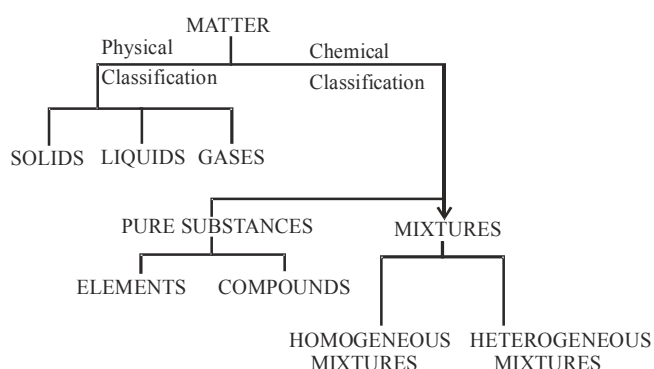 MATTER
Physical
Classification
Chemical
Classification
SOLIDS LIQUIDS GASES
PURE SUBSTANCES
MIXTURES
ELEMENTS COMPOUNDS
HOMOGENEOUS
MIXTURES
HETEROGENEOUS
MIXTURES